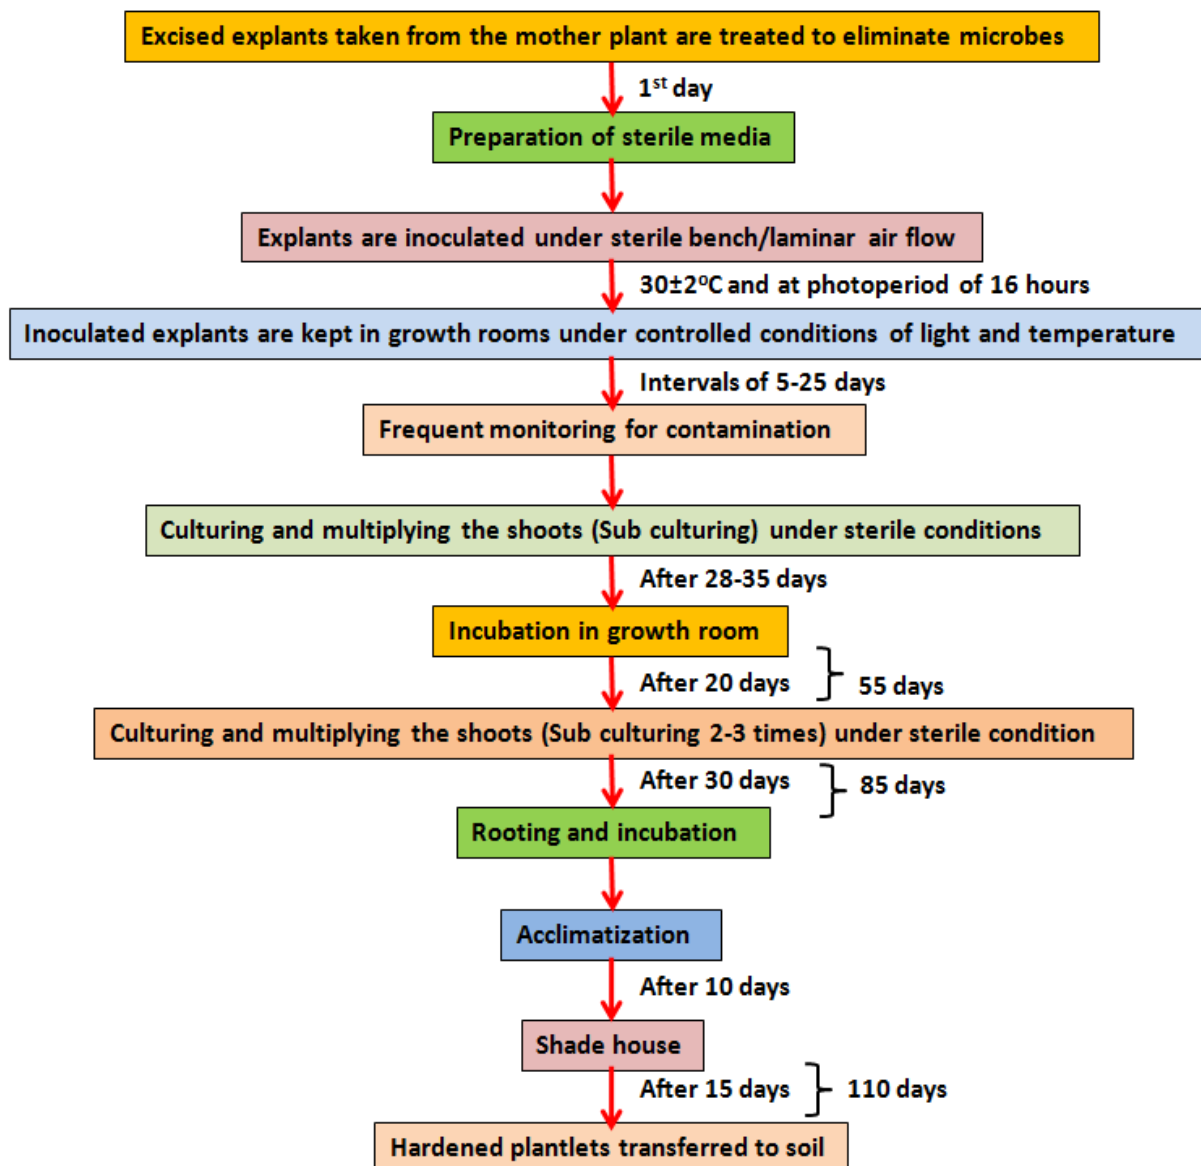 Excised explants taken from the mother plant are treated to eliminate microbes
1st day
Preparation of sterile media
Explants are inoculated under sterile bench/laminar air flow
30±2ºC and at photoperiod of 16 hours
Inoculated explants are kept in growth rooms under controlled conditions of light and temperature
Intervals of 5-25 days
Frequent monitoring for contamination
Culturing and multiplying the shoots (Sub culturing) under sterile conditions
After 28-35 days
Incubation in growth room
After 20 days
55 days
Culturing and multiplying the shoots (Sub culturing 2-3 times) under sterile condition
After 30 days
85 days
Rooting and incubation
Acclimatization
After 10 days
Shade house
After 15 days
110 days
Hardened plantlets transferred to soil